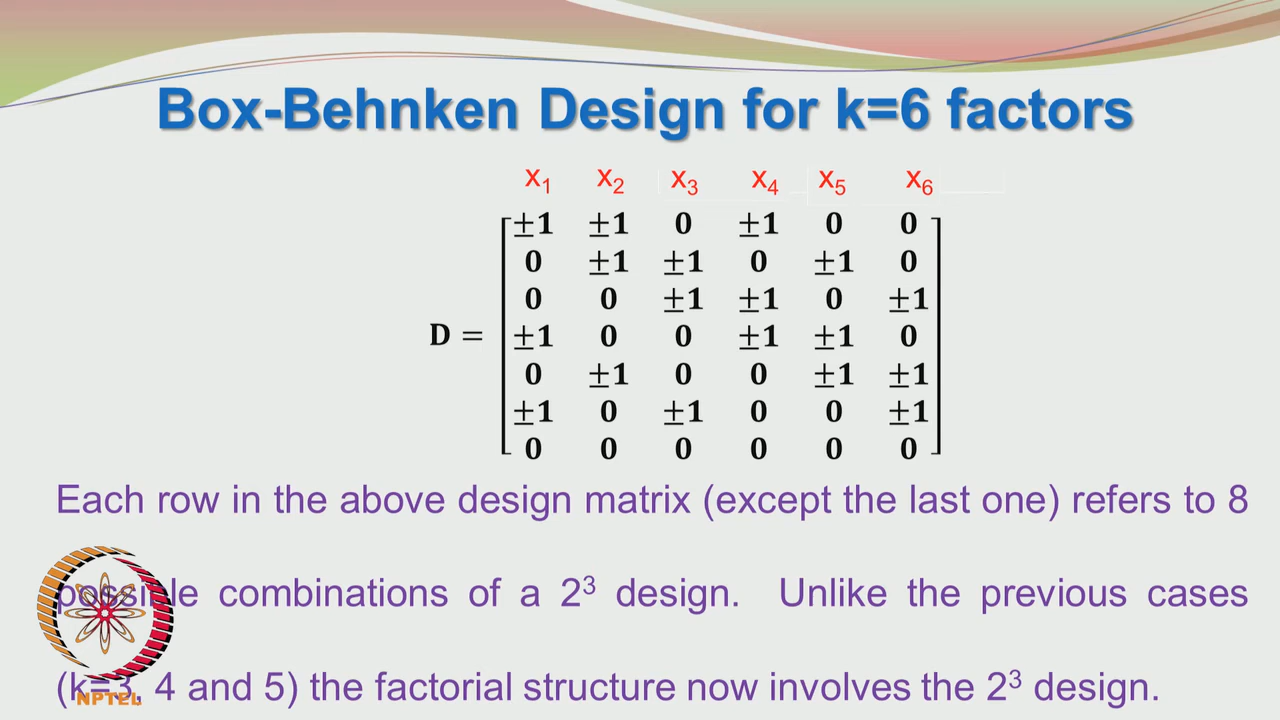 Box-Behnken Design for k=6 factors
x₁ x₂ x₃ x₄ x₅ x₆
±1 ±1 0 ±1 0 0
0 ±1 ±1 0 ±1 0
0 0 ±1 ±1 0 ±1
D = ±1 0 0 ±1 ±1 0
0 ±1 0 0 ±1 ±1
±1 0 ±1 0 0 ±1
0 0 0 0 0 0
Each row in the above design matrix (except the last one) refers to 8
possible combinations of a 2³ design. Unlike the previous cases
(k=3, 4 and 5) the factorial structure now involves the 2³ design.
NPTEL